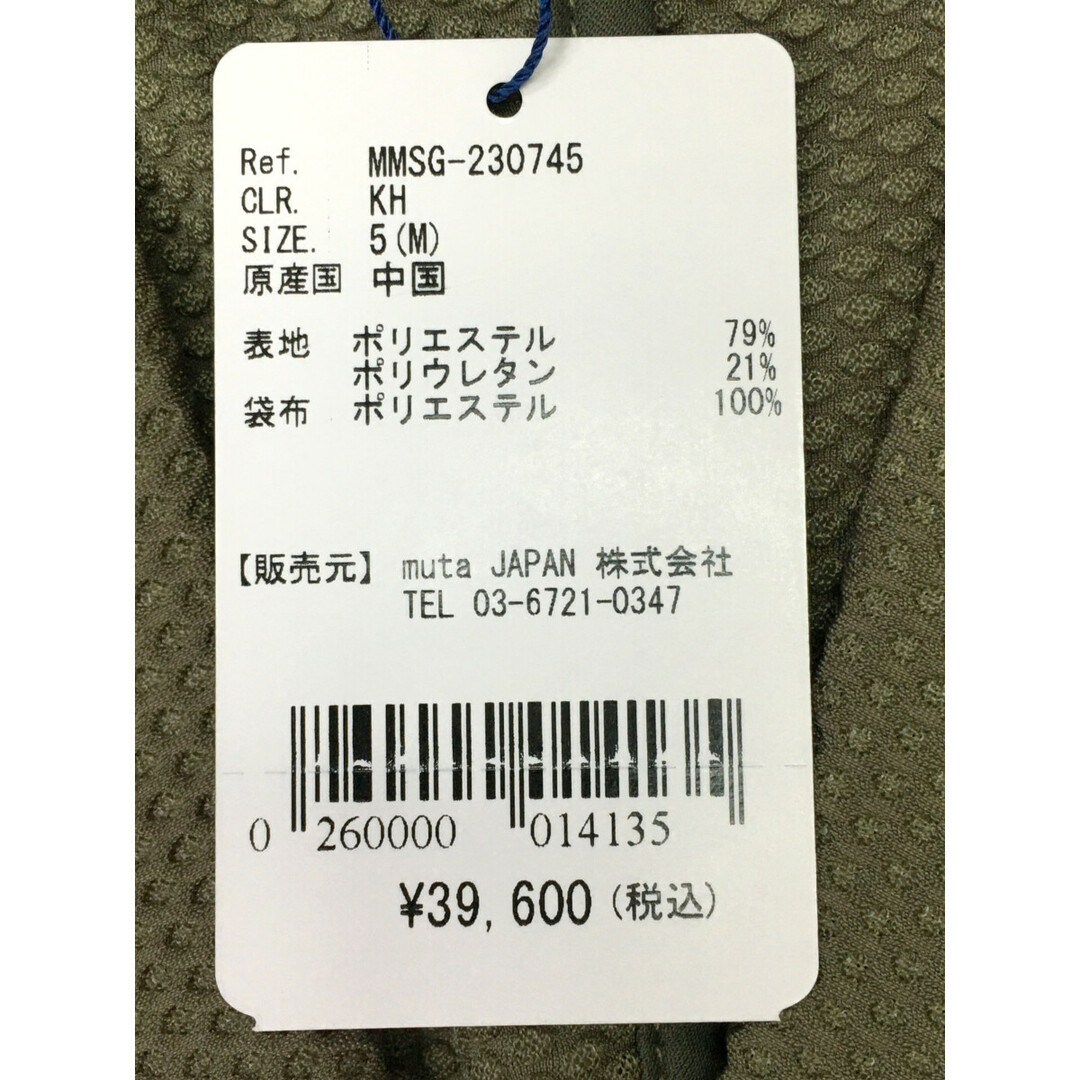 Ref. MMSG-230745
CLR. KH
SIZE. 5(M)
原産国 中国
表地 ポリエステル 79%
ポリウレタン 21%
袋布 ポリエステル 100%
【販売元】 muta JAPAN 株式会社
TEL 03-6721-0347
0 260000 014135
¥39,600(税込)